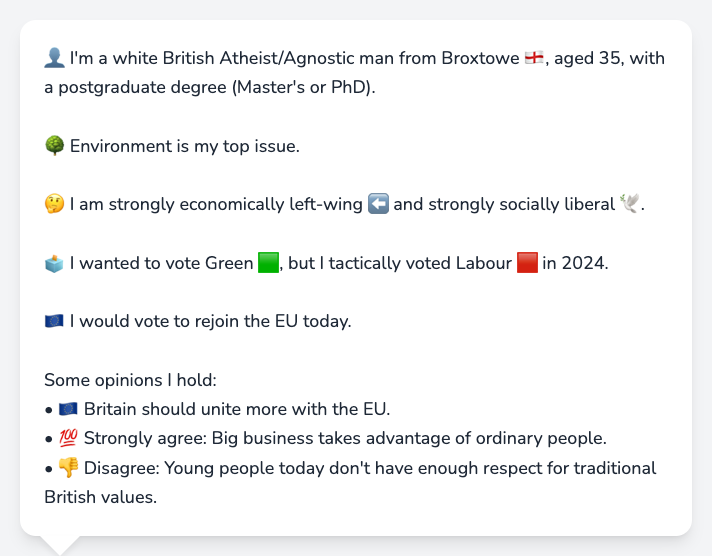 👤 I'm a white British Atheist/Agnostic man from Broxtowe 🏴󠁧󠁢󠁥󠁮󠁧󠁿, aged 35, with
a postgraduate degree (Master's or PhD).
🌳 Environment is my top issue.
🤔 I am strongly economically left-wing ⬅️ and strongly socially liberal 🕊️.
🗳️ I wanted to vote Green 🟩, but I tactically voted Labour 🟥 in 2024.
🇪🇺 I would vote to rejoin the EU today.
Some opinions I hold:
• 🇪🇺 Britain should unite more with the EU.
• 💯 Strongly agree: Big business takes advantage of ordinary people.
• 👎 Disagree: Young people today don't have enough respect for traditional
British values.